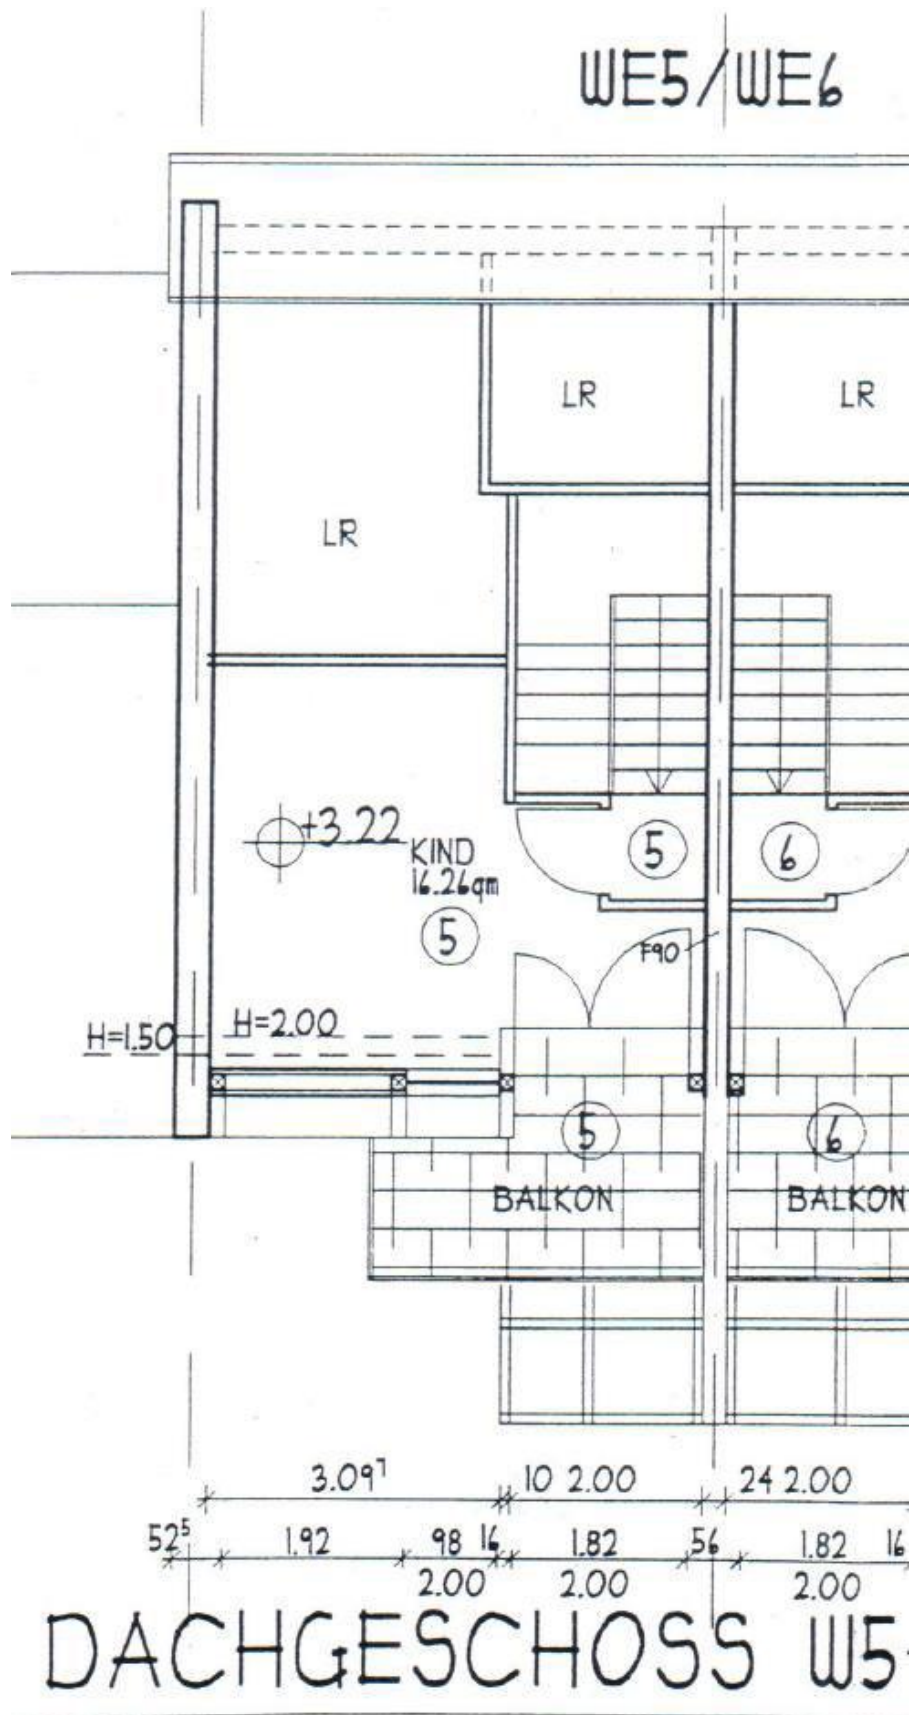 WE5/WE6
LR
LR
LR
+3.22
KIND
16.26qm
5
5
6
F90
H=1.50
H=2.00
5
6
BALKON
BALKON
3.09⁷ 10 2.00 24 2.00
52⁵ 1.92 98 16 1.82 56 1.82 16
2.00 2.00 2.00
DACHGESCHOSS W5